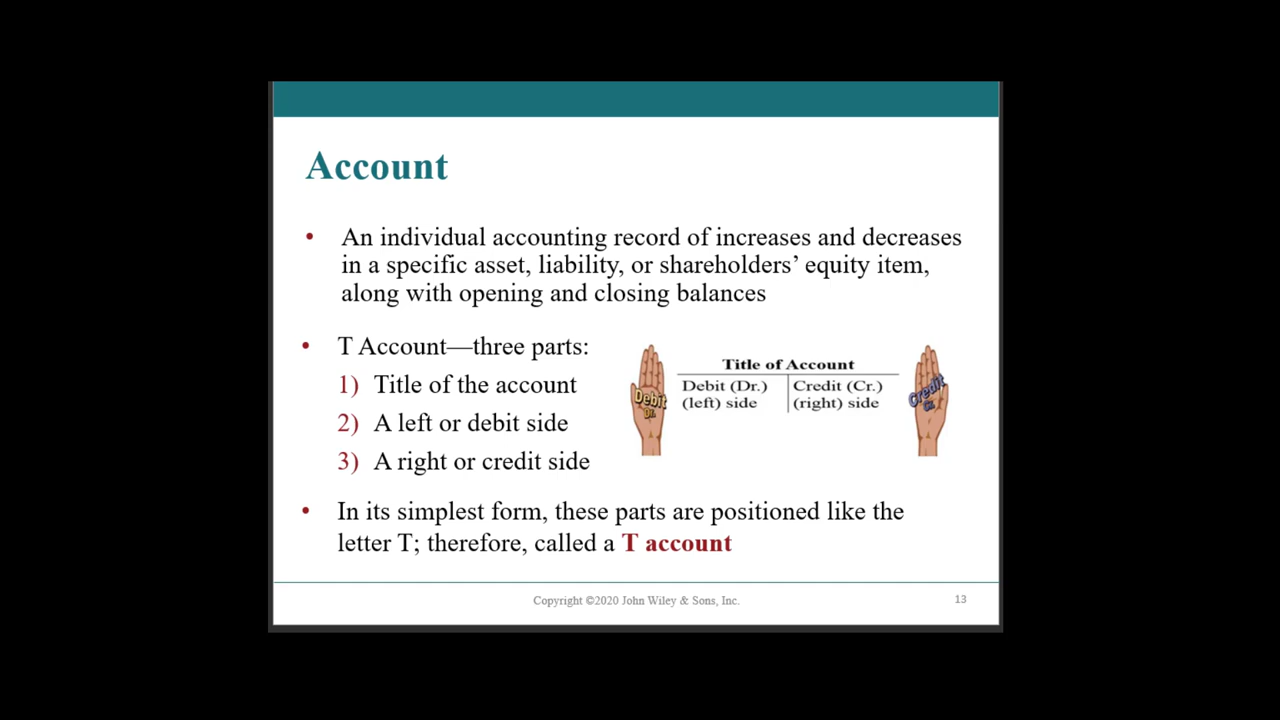 Account
• An individual accounting record of increases and decreases
in a specific asset, liability, or shareholders’ equity item,
along with opening and closing balances
• T Account—three parts:
1) Title of the account
2) A left or debit side
3) A right or credit side
Debit
Dr.
Title of Account
Debit (Dr.) Credit (Cr.)
(left) side (right) side
Credit
Cr.
• In its simplest form, these parts are positioned like the
letter T; therefore, called a T account
Copyright ©2020 John Wiley & Sons, Inc.
13